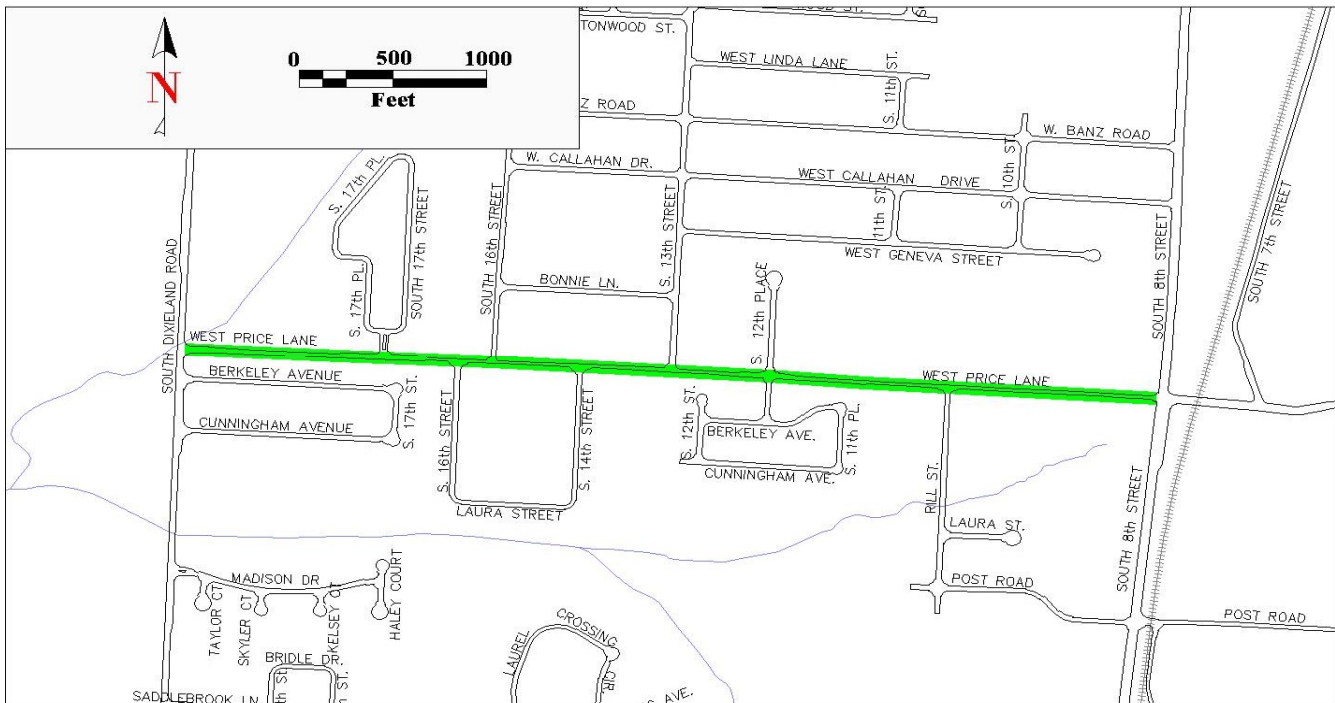 TONWOOD ST.
0 500 1000
Feet
N
WEST LINDA LANE
S. 11th ST.
Z ROAD
W. BANZ ROAD
S. 17th PL.
W. CALLAHAN DR.
WEST CALLAHAN DRIVE
S. 10th ST.
11th ST.
SOUTH 17th STREET
SOUTH 16th STREET
S. 13th STREET
WEST GENEVA STREET
SOUTH 8th STREET
SOUTH 7th STREET
SOUTH DIXIELAND ROAD
S. 17th PL.
BONNIE LN.
S. 12th PLACE
WEST PRICE LANE
WEST PRICE LANE
BERKELEY AVENUE
CUNNINGHAM AVENUE
S. 17th ST.
S. 16th STREET
S. 14th STREET
S. 12th ST.
BERKELEY AVE.
S. 11th PL.
CUNNINGHAM AVE.
RILL ST.
LAURA STREET
LAURA ST.
SOUTH 8th STREET
MADISON DR
POST ROAD
POST ROAD
TAYLOR CT
SKYLER CT
KELSEY CT
HALEY COURT
LAUREL CROSSING CIR.
BRIDLE DR.
SADDLEBROOK LN
th ST.
ST.
AVE.